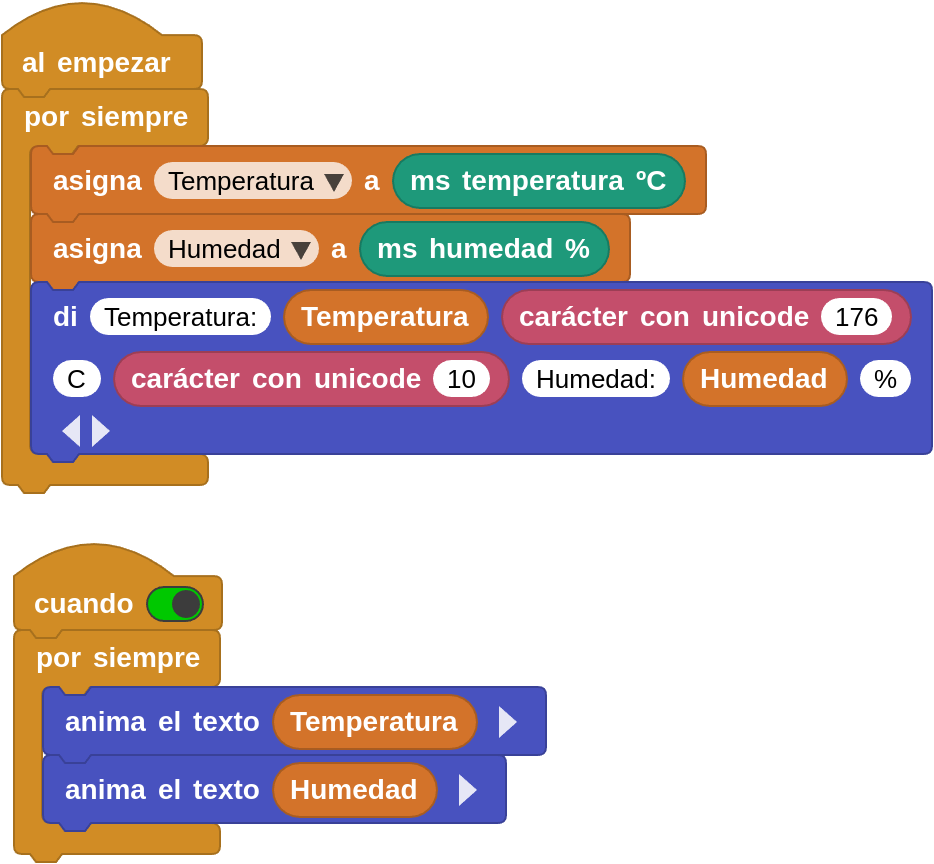 al empezar
por siempre
asigna Temperatura a ms temperatura ºC
asigna Humedad a ms humedad %
di Temperatura: Temperatura carácter con unicode 176
C carácter con unicode 10 Humedad: Humedad %
cuando
por siempre
anima el texto Temperatura
anima el texto Humedad